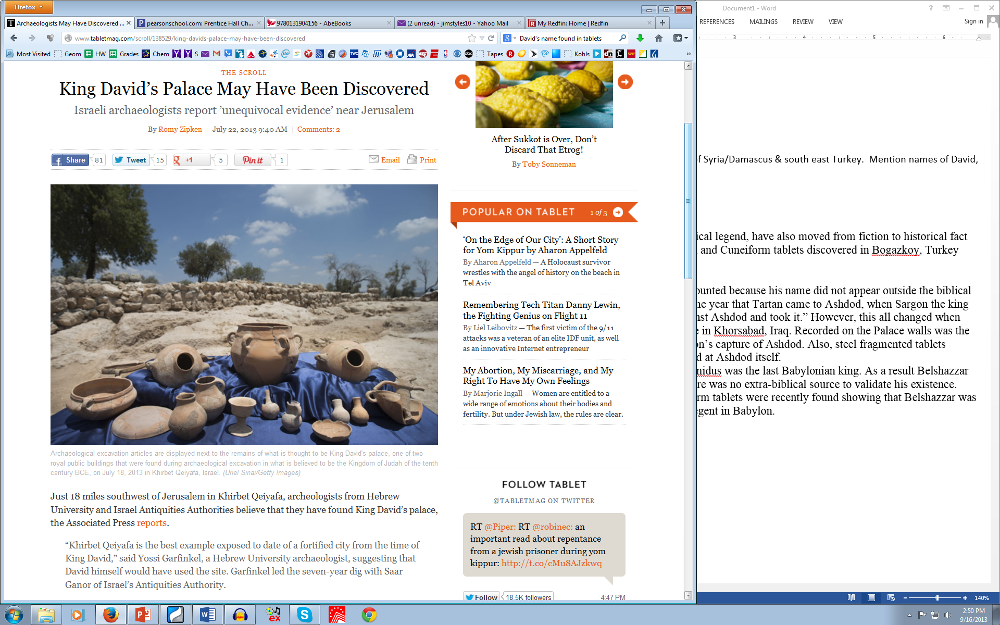 Firefox
Document1 - Word
Archaeologists May Have Discovered ...
pearsonschool.com: Prentice Hall Ch...
9780131904156 - AbeBooks
(2 unread) - jimstyles10 - Yahoo Mail
My Redfin: Home | Redfin
REFERENCES MAILINGS REVIEW VIEW
Sign in
www.tabletmag.com/scroll/138529/king-davids-palace-may-have-been-discovered
David's name found in tablets
3 4 5 6
Most Visited Geom HW Grades Chem S Tapes Kohls
THE SCROLL
King David’s Palace May Have Been Discovered
Israeli archaeologists report ’unequivocal evidence’ near Jerusalem
By Romy Zipken | July 22, 2013 9:40 AM | Comments: 2
Share 81 Tweet 15 +1 5 Pin it 1 Email Print
Archaeological excavation articles are displayed next to the remains of what is thought to be King David's palace, one of two
royal public buildings that were found during archaeological excavation in what is believed to be the Kingdom of Judah of the tenth
century BCE, on July 18, 2013 in Khirbet Qeiyafa, Israel. (Uriel Sinai/Getty Images)
Just 18 miles southwest of Jerusalem in Khirbet Qeiyafa, archeologists from Hebrew
University and Israel Antiquities Authorities believe that they have found King David’s palace,
the Associated Press reports.
“Khirbet Qeiyafa is the best example exposed to date of a fortified city from the time of
King David,” said Yossi Garfinkel, a Hebrew University archaeologist, suggesting that
David himself would have used the site. Garfinkel led the seven-year dig with Saar
Ganor of Israel’s Antiquities Authority.
After Sukkot is Over, Don’t
Discard That Etrog!
By Toby Sonneman
POPULAR ON TABLET 1 of 3
‘On the Edge of Our City’: A Short Story
for Yom Kippur by Aharon Appelfeld
By Aharon Appelfeld — A Holocaust survivor
wrestles with the angel of history on the beach in
Tel Aviv
Remembering Tech Titan Danny Lewin,
the Fighting Genius on Flight 11
By Liel Leibovitz — The first victim of the 9/11
attacks was a veteran of an elite IDF unit, as well
as an innovative Internet entrepreneur
My Abortion, My Miscarriage, and My
Right To Have My Own Feelings
By Marjorie Ingall — Women are entitled to a
wide range of emotions about their bodies and
fertility. But under Jewish law, the rules are clear.
FOLLOW TABLET
@TABLETMAG ON TWITTER
RT @Piper: RT @robinec: an
important read about repentance
from a jewish prisoner during yom
kippur: http://t.co/cMu8AJzkwq
Follow 18.5K followers 4:47 PM
of Syria/Damascus & south east Turkey. Mention names of David,
ical legend, have also moved from fiction to historical fact
and Cuneiform tablets discovered in Bogazkoy, Turkey
ounted because his name did not appear outside the biblical
ne year that Tartan came to Ashdod, when Sargon the king
nst Ashdod and took it.” However, this all changed when
e in Khorsabad, Iraq. Recorded on the Palace walls was the
on’s capture of Ashdod. Also, steel fragmented tablets
d at Ashdod itself.
nidus was the last Babylonian king. As a result Belshazzar
re was no extra-biblical source to validate his existence.
rm tablets were recently found showing that Belshazzar was
egent in Babylon.
140%
2:50 PM
9/16/2013